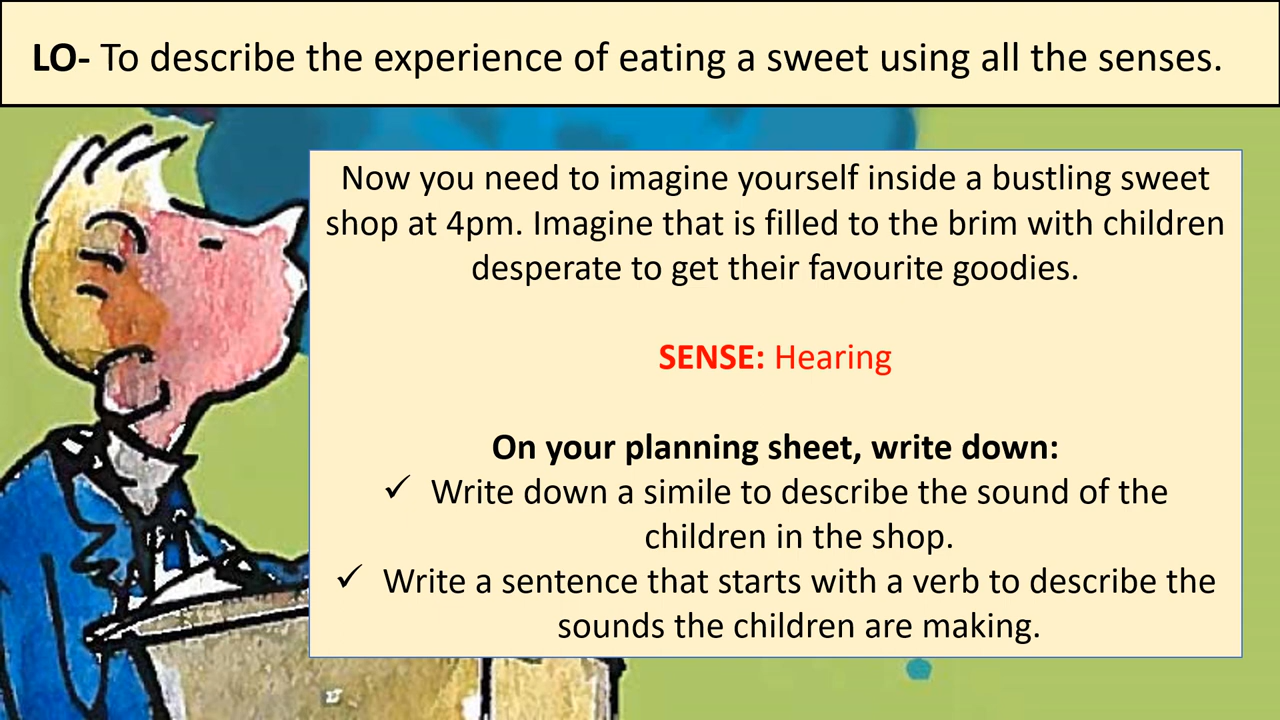 LO- To describe the experience of eating a sweet using all the senses.
Now you need to imagine yourself inside a bustling sweet
shop at 4pm. Imagine that is filled to the brim with children
desperate to get their favourite goodies.
SENSE: Hearing
On your planning sheet, write down:
✓ Write down a simile to describe the sound of the
children in the shop.
✓ Write a sentence that starts with a verb to describe the
sounds the children are making.